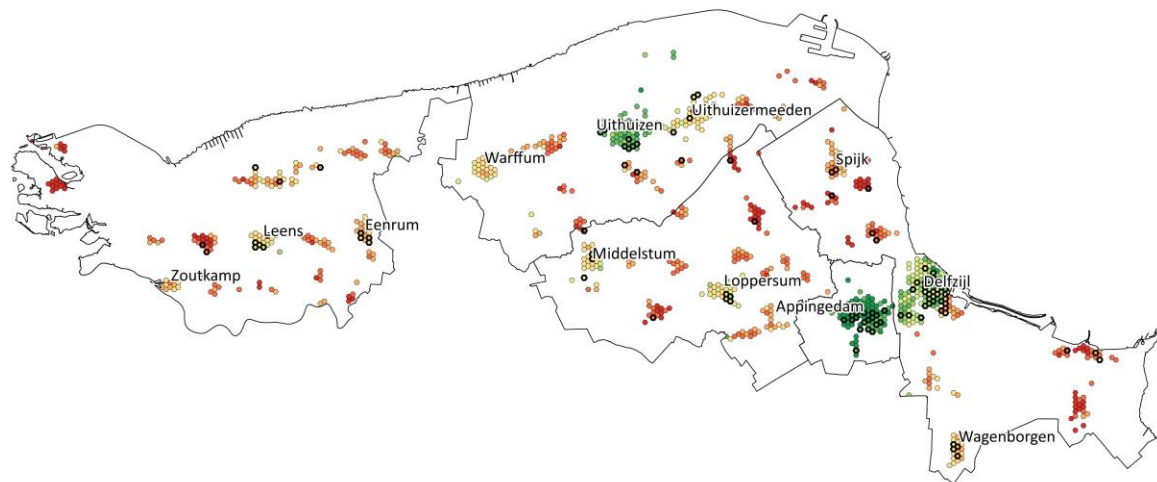 Uithuizermeeden
Uithuizen
Warffum
Spijk
Leens
Eenrum
Middelstum
Zoutkamp
Loppersum
Delfzijl
Appingedam
Wagenborgen